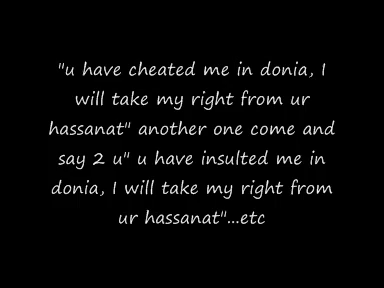 "u have cheated me in donia, I
will take my right from ur
hassanat" another one come and
say 2 u" u have insulted me in
donia, I will take my right from
ur hassanat"...etc